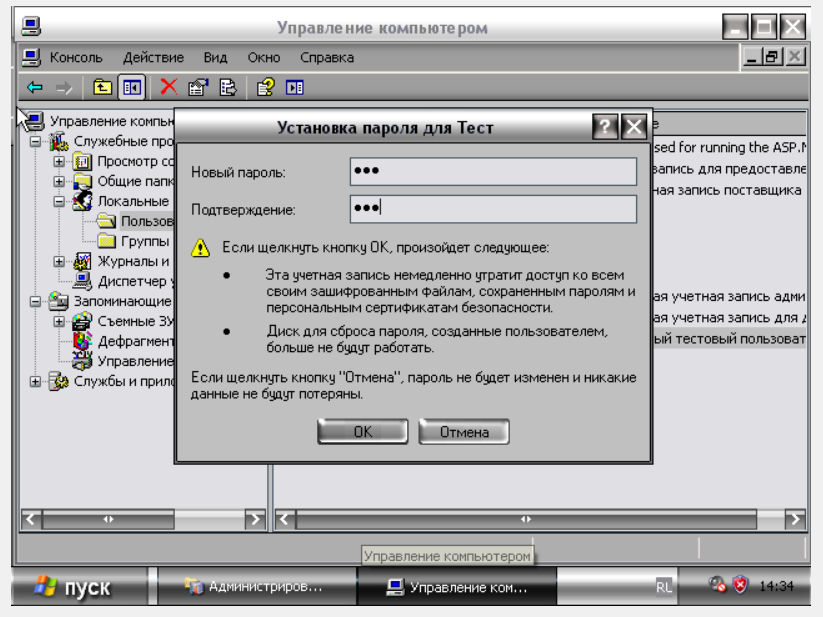 Управление компьютером
Консоль Действие Вид Окно Справка
Управление компьн
Служебные про
Просмотр со
Общие папк
Локальные
Пользов
Группы
Журналы и
Диспетчер у
Запоминающие
Съемные ЗУ
Дефрагмент
Управление
Службы и прило
Установка пароля для Тест
Новый пароль:
Подтверждение:
Если щелкнуть кнопку ОК, произойдет следующее:
• Эта учетная запись немедленно утратит доступ ко всем
своим зашифрованным файлам, сохраненным паролям и
персональным сертификатам безопасности.
• Диск для сброса пароля, созданные пользователем,
больше не будут работать.
Если щелкнуть кнопку "Отмена", пароль не будет изменен и никакие
данные не будут потеряны.
ОК Отмена
е
sed for running the ASP.N
запись для предоставле
ная запись поставщика
ая учетная запись адми
ая учетная запись для д
ый тестовый пользоват
Управление компьютером
пуск Администриров... Управление ком... RL 14:34